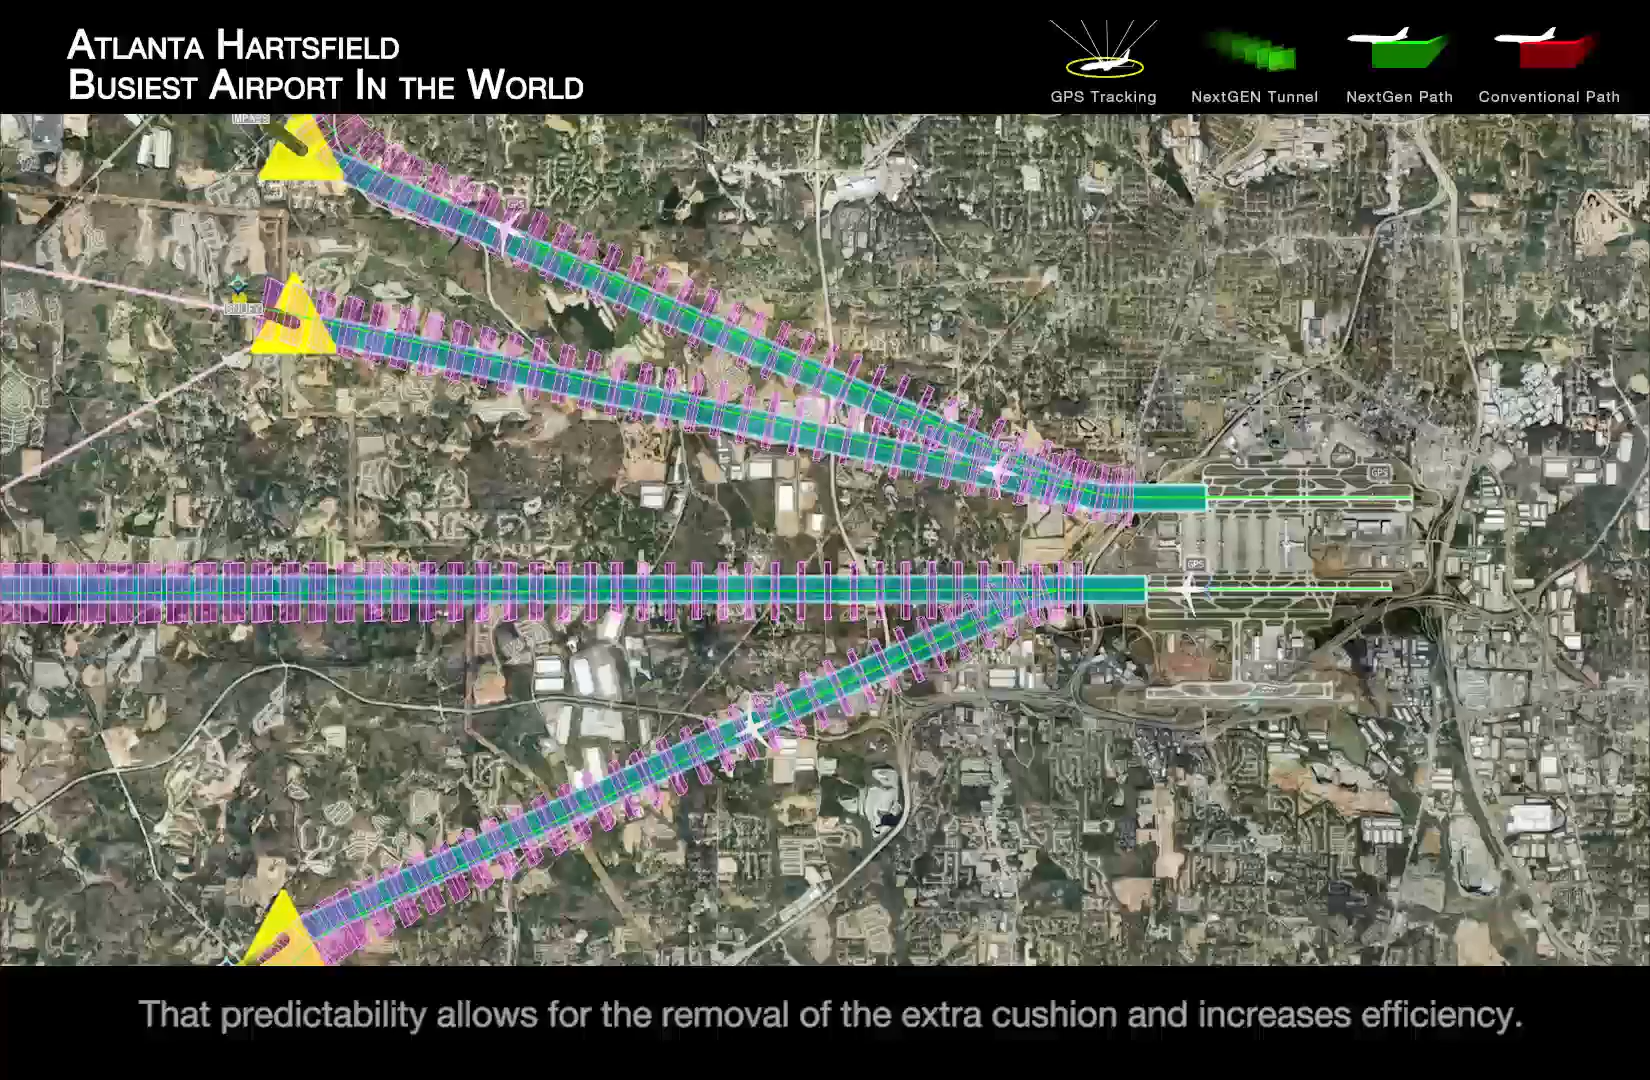 ATLANTA HARTSFIELD
BUSIEST AIRPORT IN THE WORLD
GPS Tracking
NextGEN Tunnel
NextGen Path
Conventional Path
GPS
GPS
GPS
That predictability allows for the removal of the extra cushion and increases efficiency.